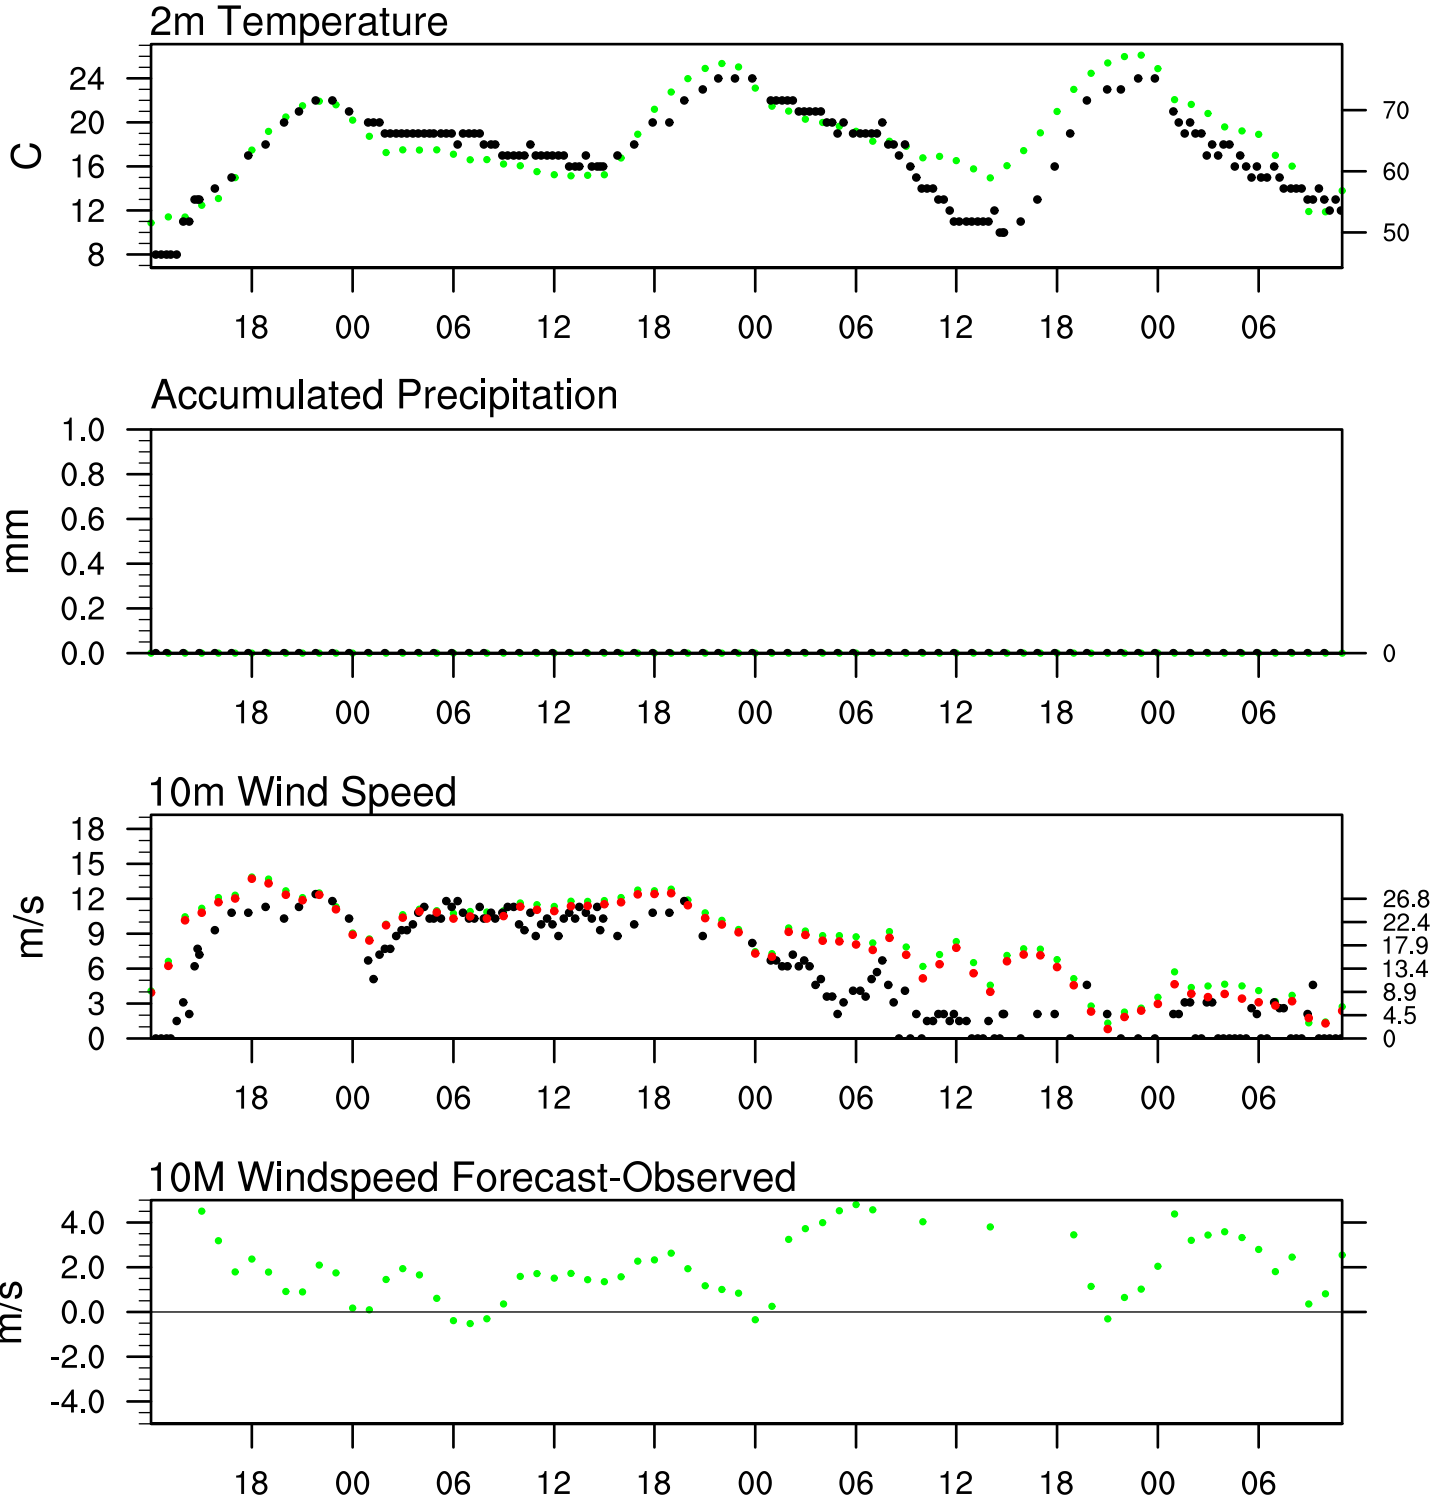 2m Temperature
C
24
20
16
12
8
70
60
50
18 00 06 12 18 00 06 12 18 00 06
Accumulated Precipitation
mm
1.0
0.8
0.6
0.4
0.2
0.0
0
18 00 06 12 18 00 06 12 18 00 06
10m Wind Speed
m/s
18
15
12
9
6
3
0
26.8
22.4
17.9
13.4
8.9
4.5
0
18 00 06 12 18 00 06 12 18 00 06
10M Windspeed Forecast-Observed
m/s
4.0
2.0
0.0
-2.0
-4.0
18 00 06 12 18 00 06 12 18 00 06